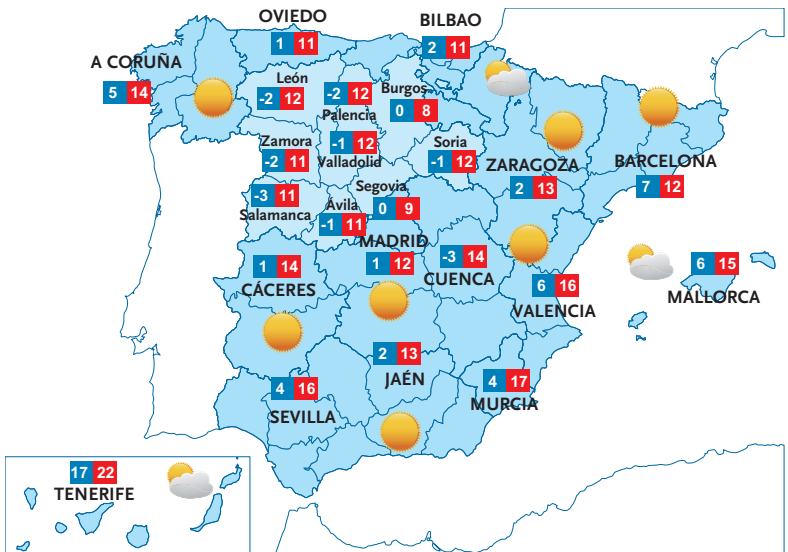 OVIEDO
1 11
BILBAO
2 11
A CORUÑA
5 14
León
-2 12
-2 12
Palencia
Burgos
0 8
Zamora
-2 11
-1 12
Valladolid
Soria
-1 12
ZARAGOZA
2 13
BARCELONA
7 12
-3 11
Salamanca
Ávila
-1 11
Segovia
0 9
MADRID
1 12
-3 14
CUENCA
1 14
CÁCERES
6 16
VALENCIA
6 15
MALLORCA
2 13
JAÉN
4 17
MURCIA
4 16
SEVILLA
17 22
TENERIFE